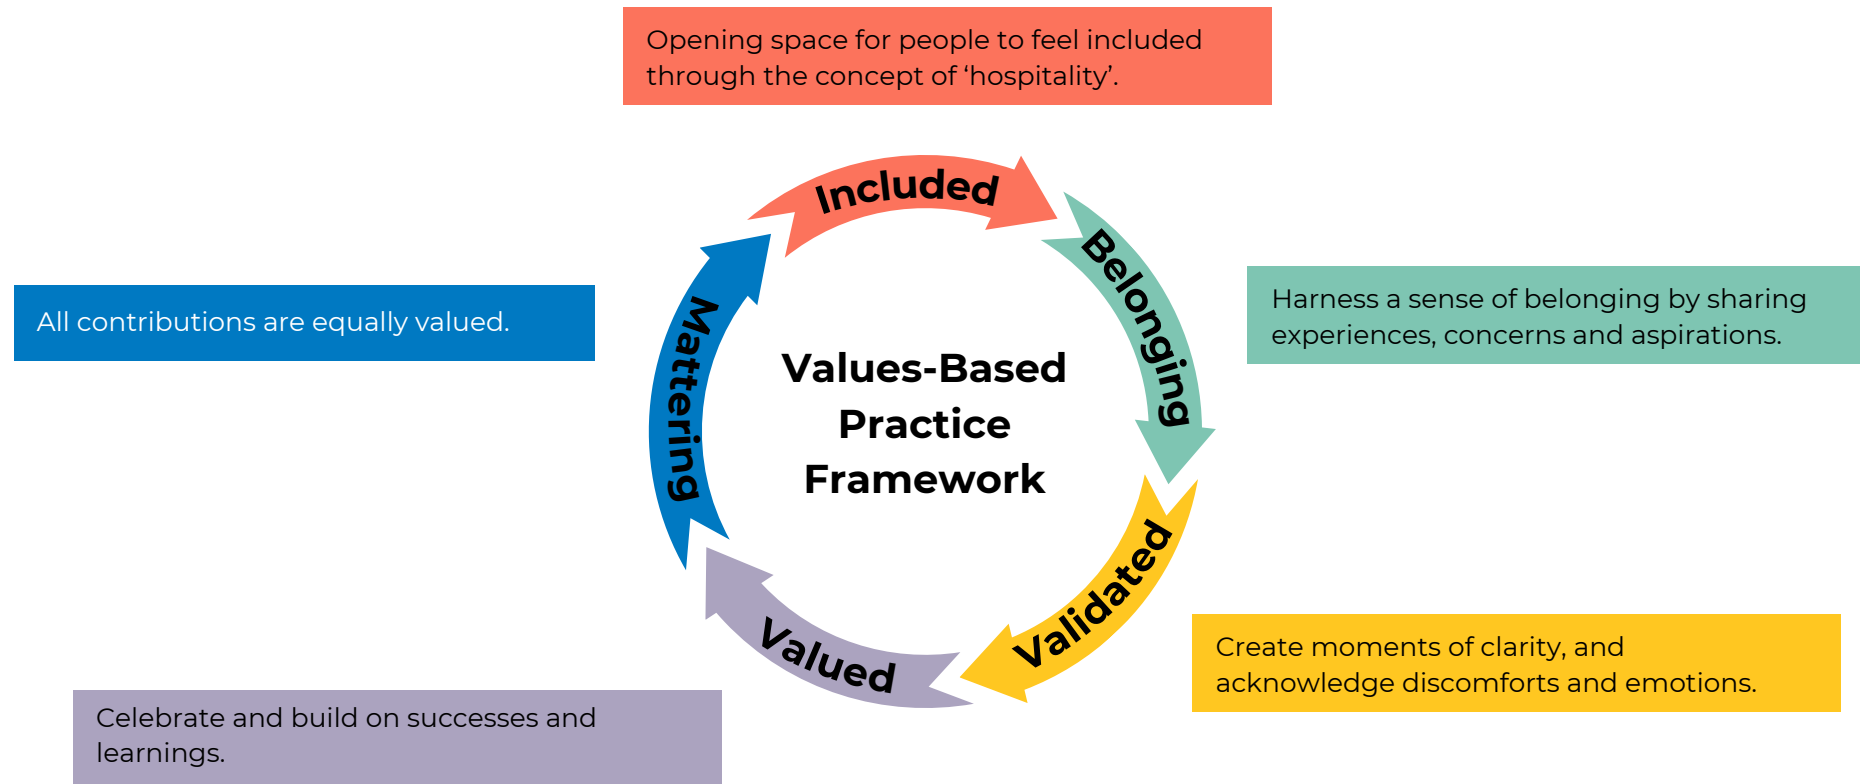 Opening space for people to feel included
through the concept of ‘hospitality’.
Included
Belonging
Harness a sense of belonging by sharing
experiences, concerns and aspirations.
Validated
Create moments of clarity, and
acknowledge discomforts and emotions.
Valued
Celebrate and build on successes and
learnings.
Mattering
All contributions are equally valued.
Values-Based
Practice
Framework